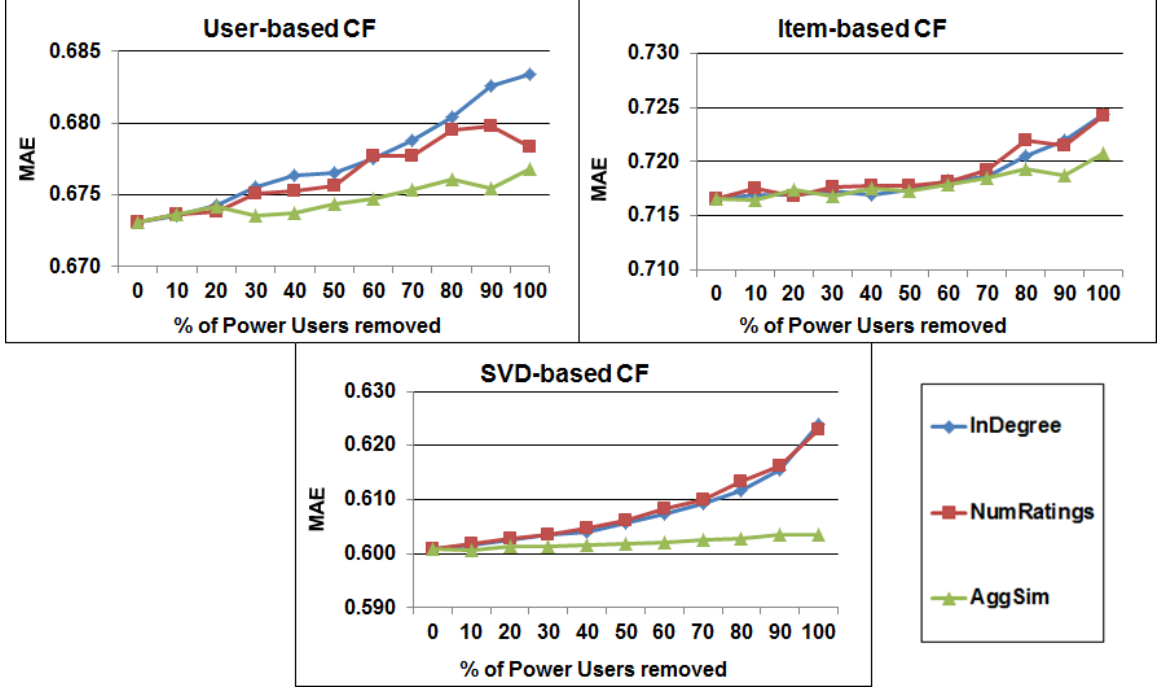 User-based CF
0.685
0.680
0.675
0.670
MAE
0 10 20 30 40 50 60 70 80 90 100
% of Power Users removed
Item-based CF
0.730
0.725
0.720
0.715
0.710
MAE
0 10 20 30 40 50 60 70 80 90 100
% of Power Users removed
SVD-based CF
0.630
0.620
0.610
0.600
0.590
MAE
0 10 20 30 40 50 60 70 80 90 100
% of Power Users removed
InDegree
NumRatings
AggSim